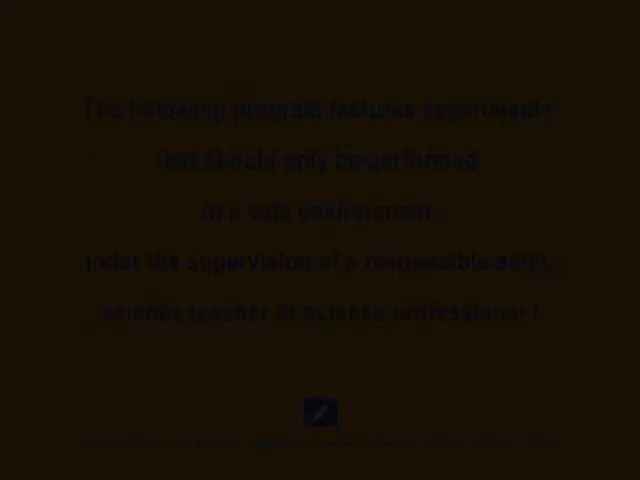 The following program features experiments
that should only be performed
in a safe environment
under the supervision of a responsible adult,
science teacher or science professional !